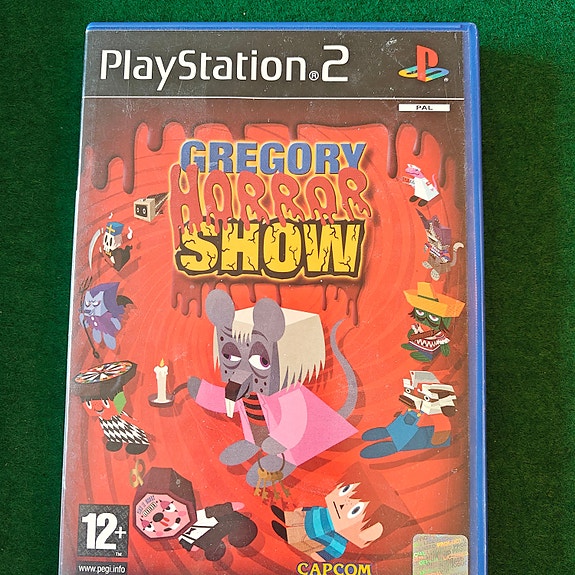 PlayStation®2
PAL
GREGORY
HORROR
SHOW
12+
www.pegi.info
CAPCOM